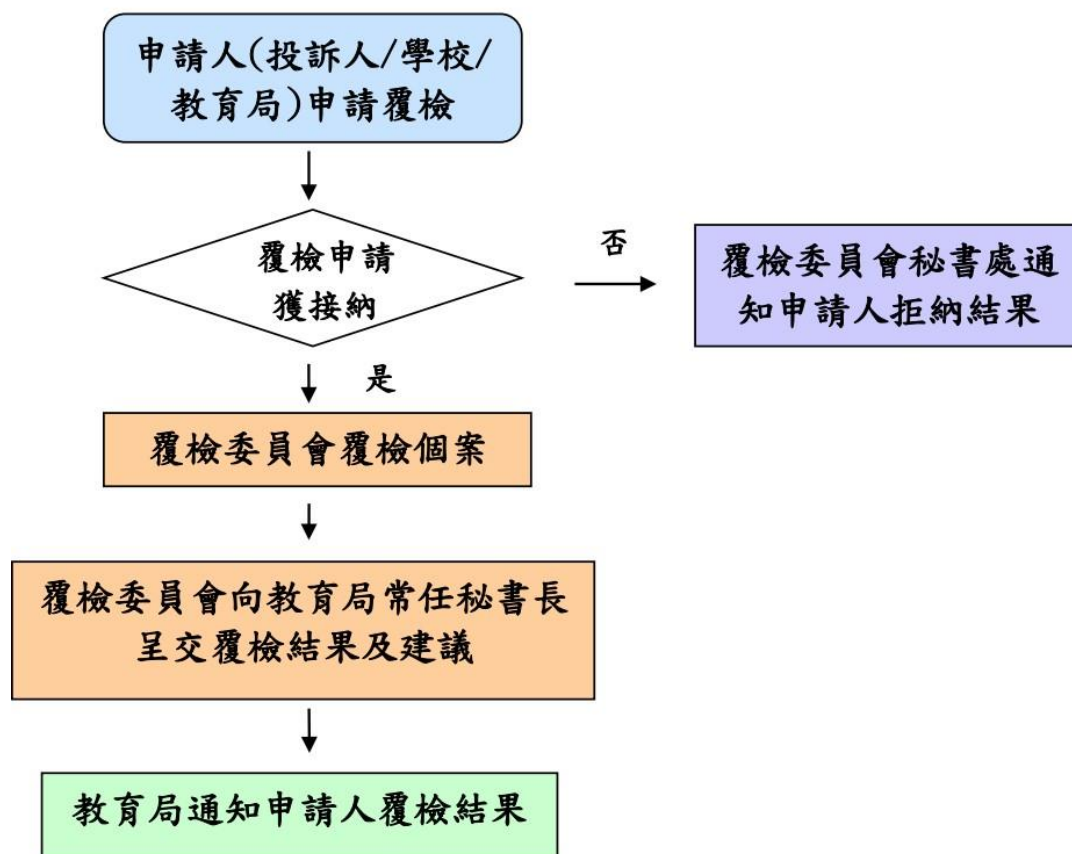 申請人(投訴人/學校/
教育局)申請覆檢
覆檢申請
獲接納
否
覆檢委員會秘書處通
知申請人拒納結果
是
覆檢委員會覆檢個案
覆檢委員會向教育局常任秘書長
呈交覆檢結果及建議
教育局通知申請人覆檢結果